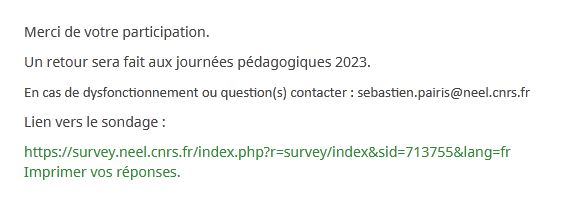 Merci de votre participation.
Un retour sera fait aux journées pédagogiques 2023.
En cas de dysfonctionnement ou question(s) contacter : sebastien.pairis@neel.cnrs.fr
Lien vers le sondage :
https://survey.neel.cnrs.fr/index.php?r=survey/index&sid=713755&lang=fr
Imprimer vos réponses.